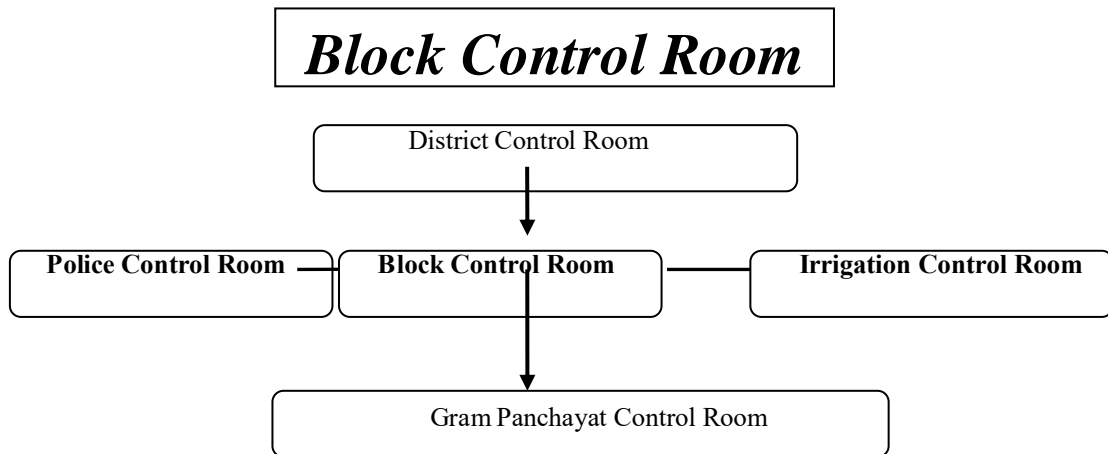 Block Control Room
District Control Room
Police Control Room
Block Control Room
Irrigation Control Room
Gram Panchayat Control Room